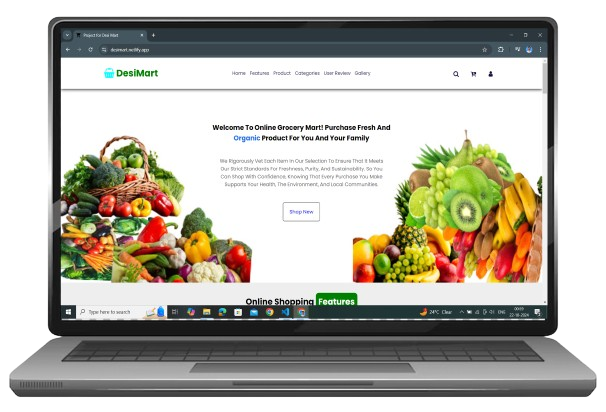 Project For Desi Mart
desimart.netlify.app
DesiMart
Home Features Product Categories User Review Gallery
Welcome To Online Grocery Mart! Purchase Fresh And
Organic Product For You And Your Family
We Rigorously Vet Each Item In Our Selection To Ensure That It Meets
Our Strict Standards For Freshness, Purity, And Sustainability, So You
Can Shop With Confidence, Knowing That Every Purchase You Make
Supports Your Health, The Environment, And Local Communities.
Shop Now
Online Shopping Features
Type here to search
24°C Clear
ENG
22-10-2024